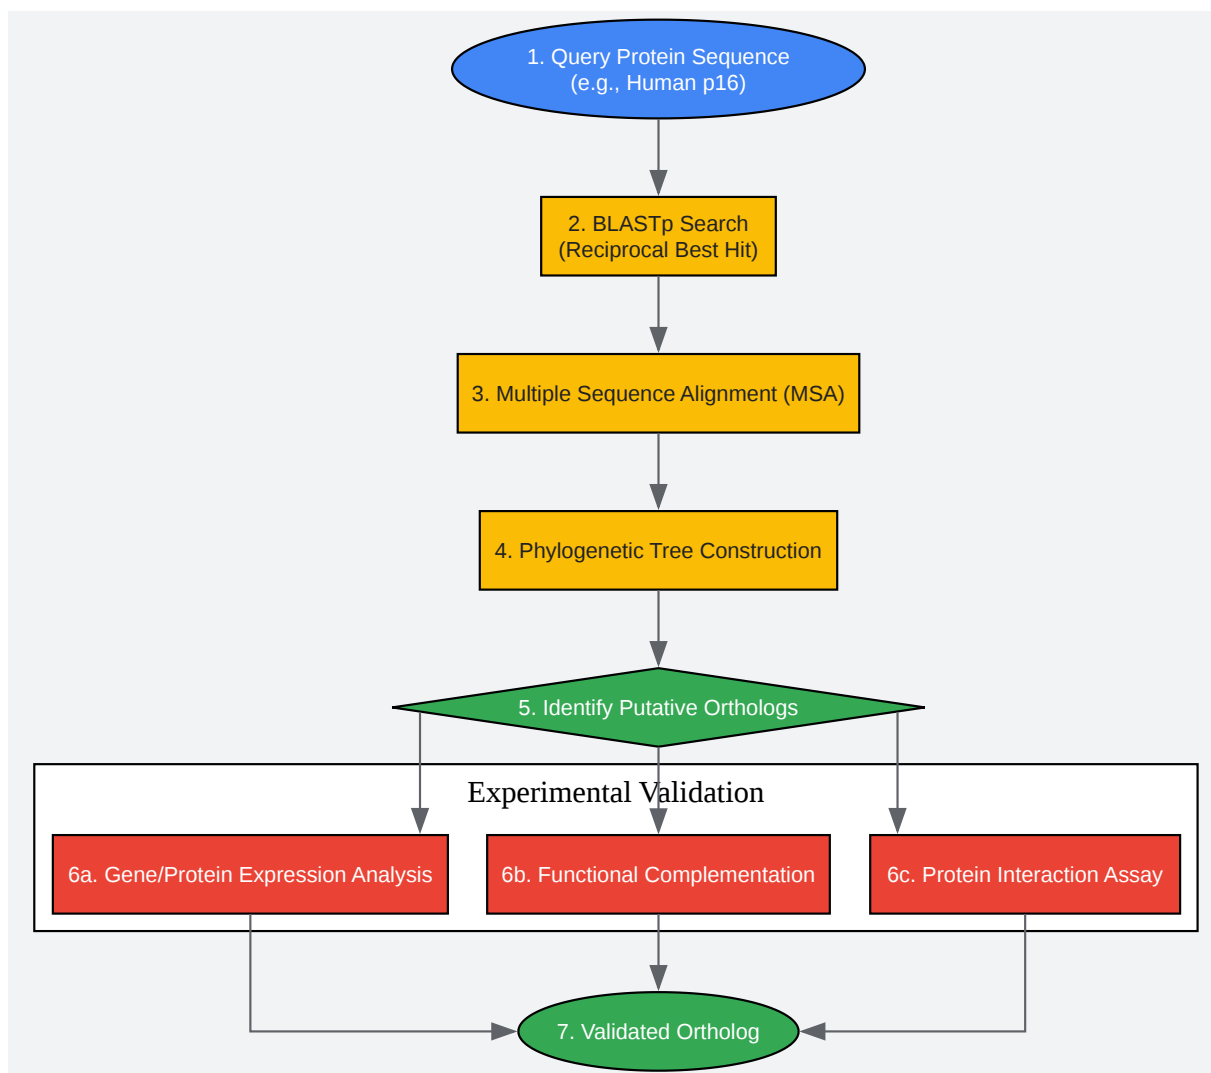 1. Query Protein Sequence
(e.g., Human p16)
2. BLASTp Search
(Reciprocal Best Hit)
3. Multiple Sequence Alignment (MSA)
4. Phylogenetic Tree Construction
5. Identify Putative Orthologs
Experimental Validation
6a. Gene/Protein Expression Analysis
6b. Functional Complementation
6c. Protein Interaction Assay
7. Validated Ortholog